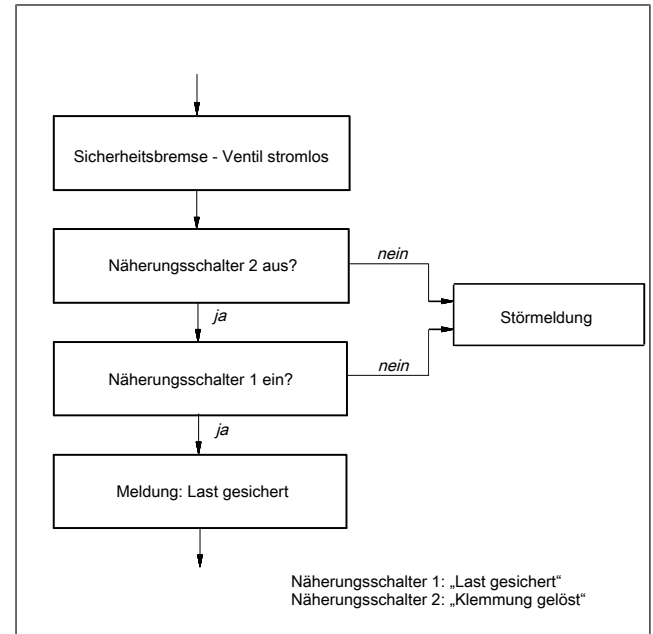 Sicherheitsbremse - Ventil stromlos
Näherungsschalter 2 aus?
nein
ja
Störmeldung
Näherungsschalter 1 ein?
nein
ja
Meldung: Last gesichert
Näherungsschalter 1: „Last gesichert“
Näherungsschalter 2: „Klemmung gelöst“